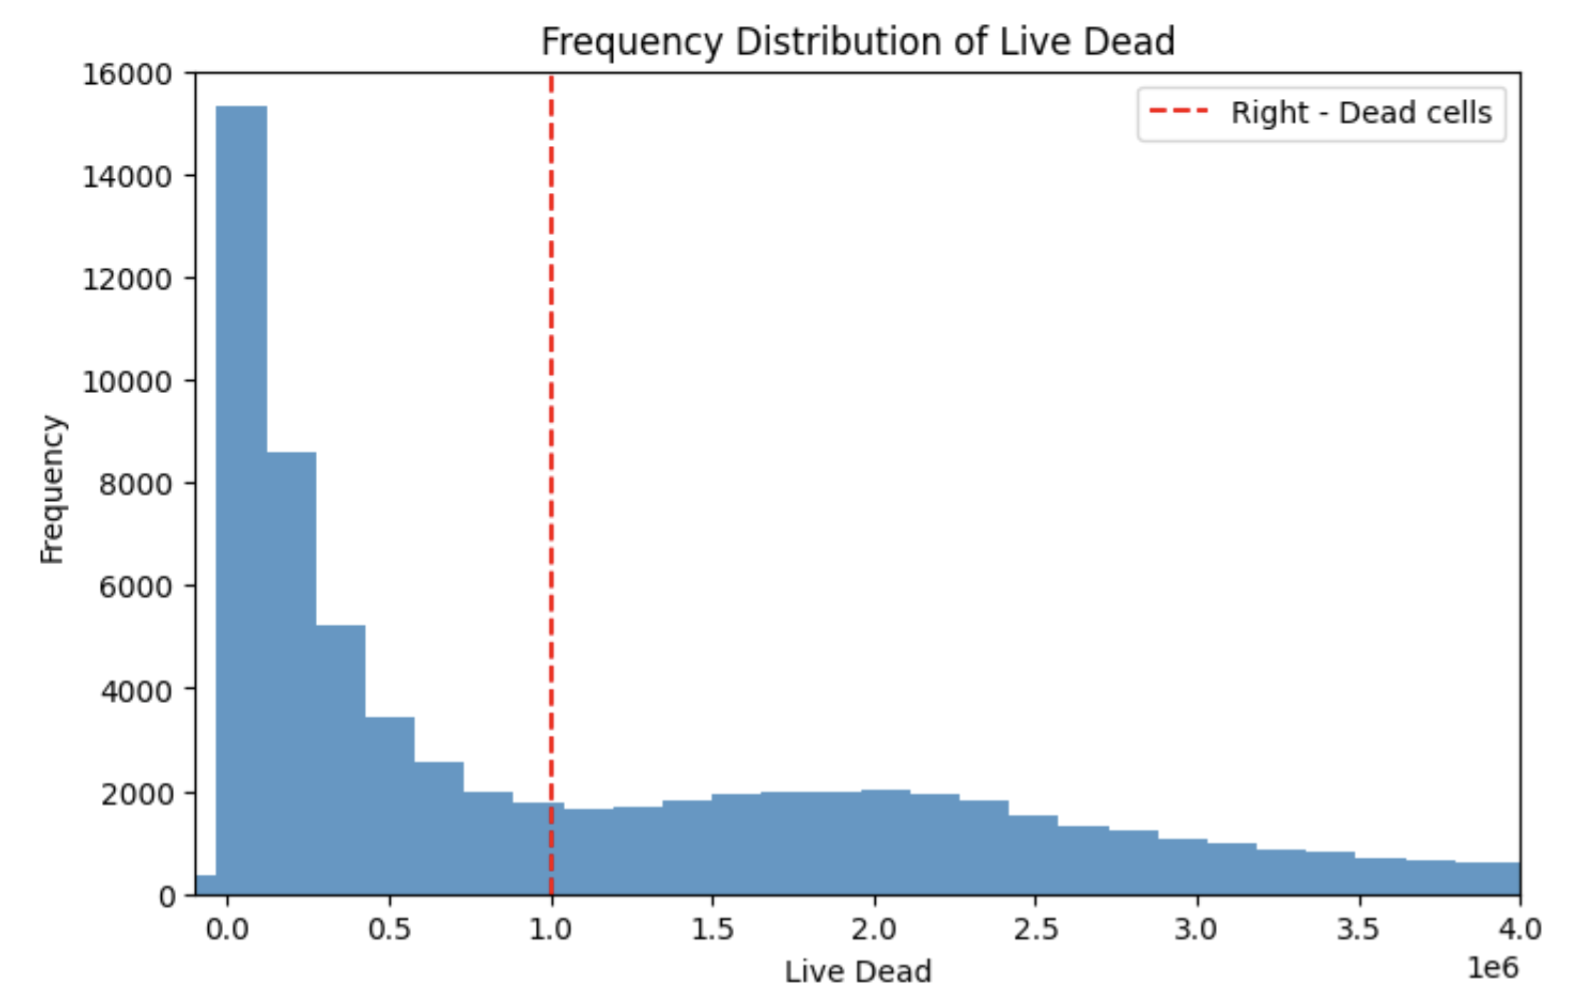 Frequency Distribution of Live Dead
Right - Dead cells
Frequency
16000
14000
12000
10000
8000
6000
4000
2000
0
0.0 0.5 1.0 1.5 2.0 2.5 3.0 3.5 4.0
1e6
Live Dead